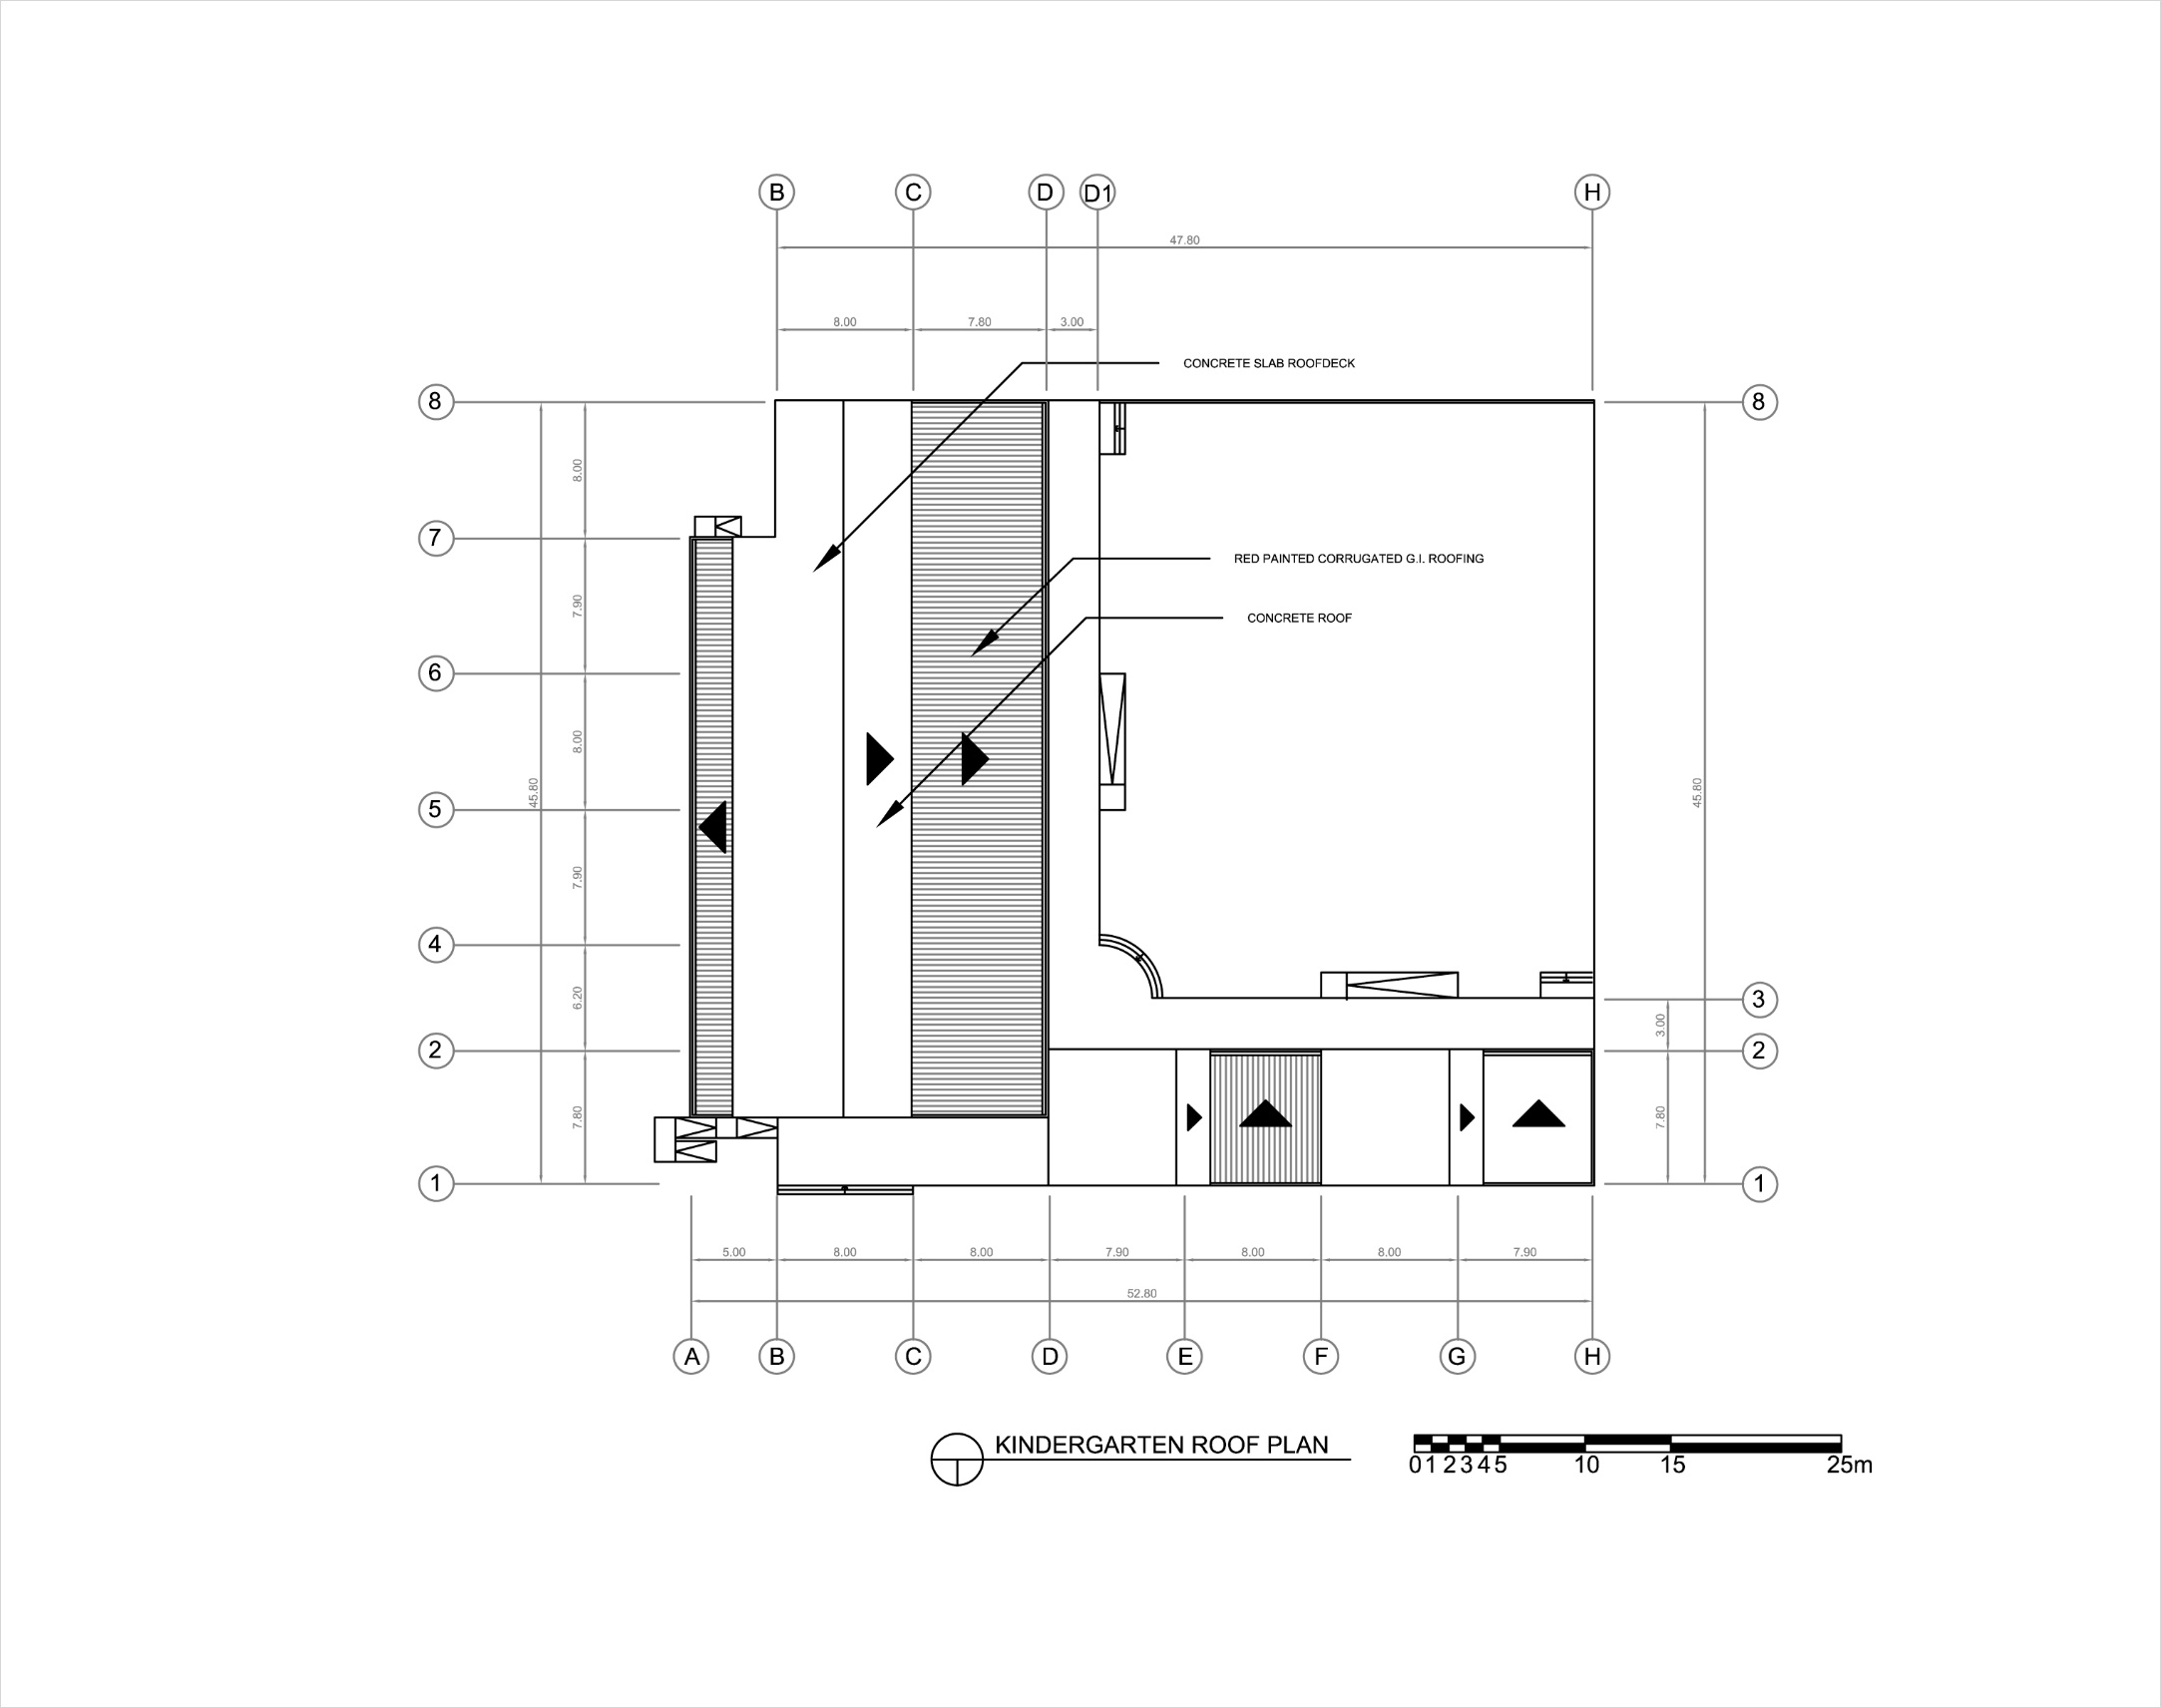 B C D D1 H
47.80
8.00 7.80 3.00
CONCRETE SLAB ROOFDECK
8 8
8.00
7 7.90
RED PAINTED CORRUGATED G.I. ROOFING
CONCRETE ROOF
6
8.00
45.80 45.80
5
7.90
4
6.20
3
3.00
2 2
7.80 7.80
1 1
5.00 8.00 8.00 7.90 8.00 8.00 7.90
52.80
A B C D E F G H
KINDERGARTEN ROOF PLAN
0 1 2 3 4 5 10 15 25m